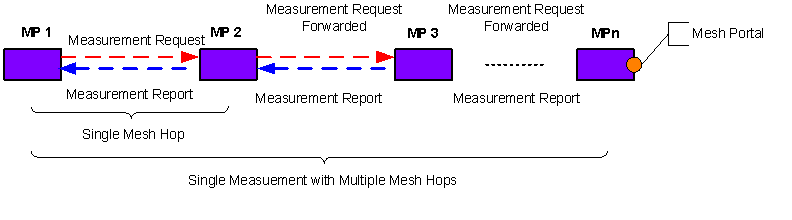 Measurement Request
Forwarded
Measurement Request
Forwarded
MP 1
Measurement Request
MP 2
MP 3
MPn
Mesh Portal
Measurement Report
Measurement Report
Measurement Report
Single Mesh Hop
Single Measuement with Multiple Mesh Hops